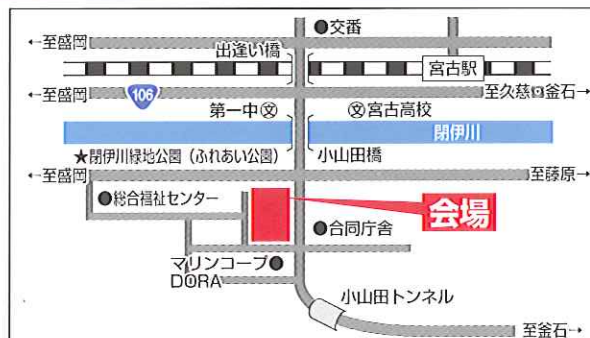 ●交番
←至盛岡
出逢い橋
宮古駅
←至盛岡
106
至久慈 釜石→
第一中
宮古高校
閉伊川
★閉伊川緑地公園(ふれあい公園)
小山田橋
←至盛岡
至藤原→
●総合福祉センター
会場
●合同庁舎
マリンコープ●
DORA
小山田トンネル
至釜石→